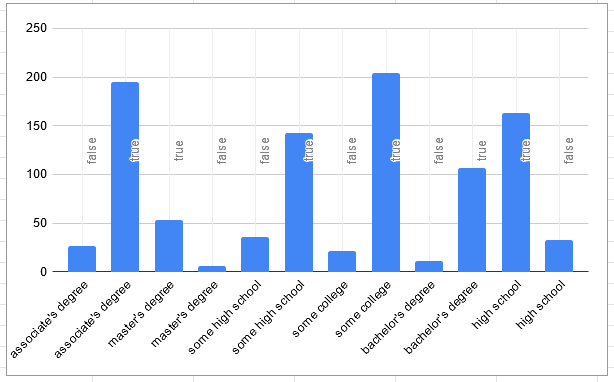 250
200
150
100
50
0
false
true
true
false
false
true
false
true
false
true
true
false
associate's degree
associate's degree
master's degree
master's degree
some high school
some high school
some college
some college
bachelor's degree
bachelor's degree
high school
high school